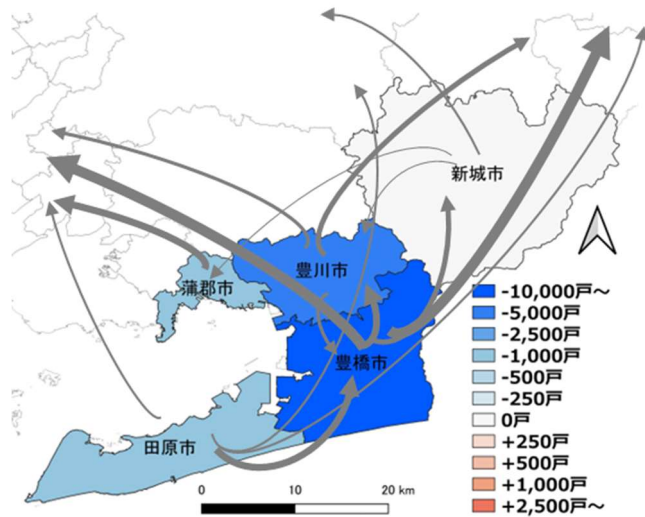 新城市
豊川市
蒲郡市
豊橋市
田原市
-10,000戸～
-5,000戸
-2,500戸
-1,000戸
-500戸
-250戸
0戸
+250戸
+500戸
+1,000戸
+2,500戸～
0 10 20 km